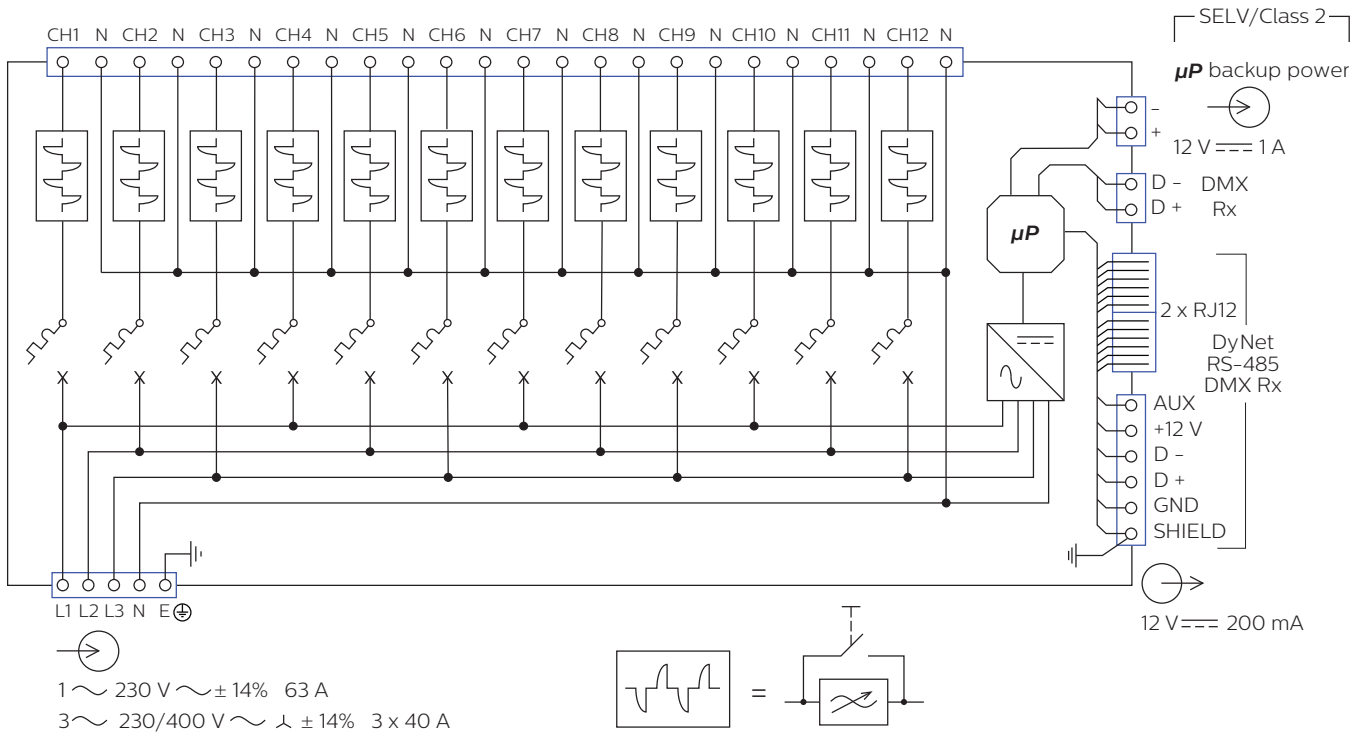 SELV/Class 2
CH1 N CH2 N CH3 N CH4 N CH5 N CH6 N CH7 N CH8 N CH9 N CH10 N CH11 N CH12 N
µP backup power
-
+
12 V ⎓ 1 A
D - DMX
D + Rx
µP
2 x RJ12
DyNet
RS-485
DMX Rx
AUX
+12 V
D -
D +
GND
SHIELD
L1 L2 L3 N E
12 V ⎓ 200 mA
1 ~ 230 V ~ ± 14% 63 A
3 ~ 230/400 V ~ ⅄ ± 14% 3 x 40 A
=